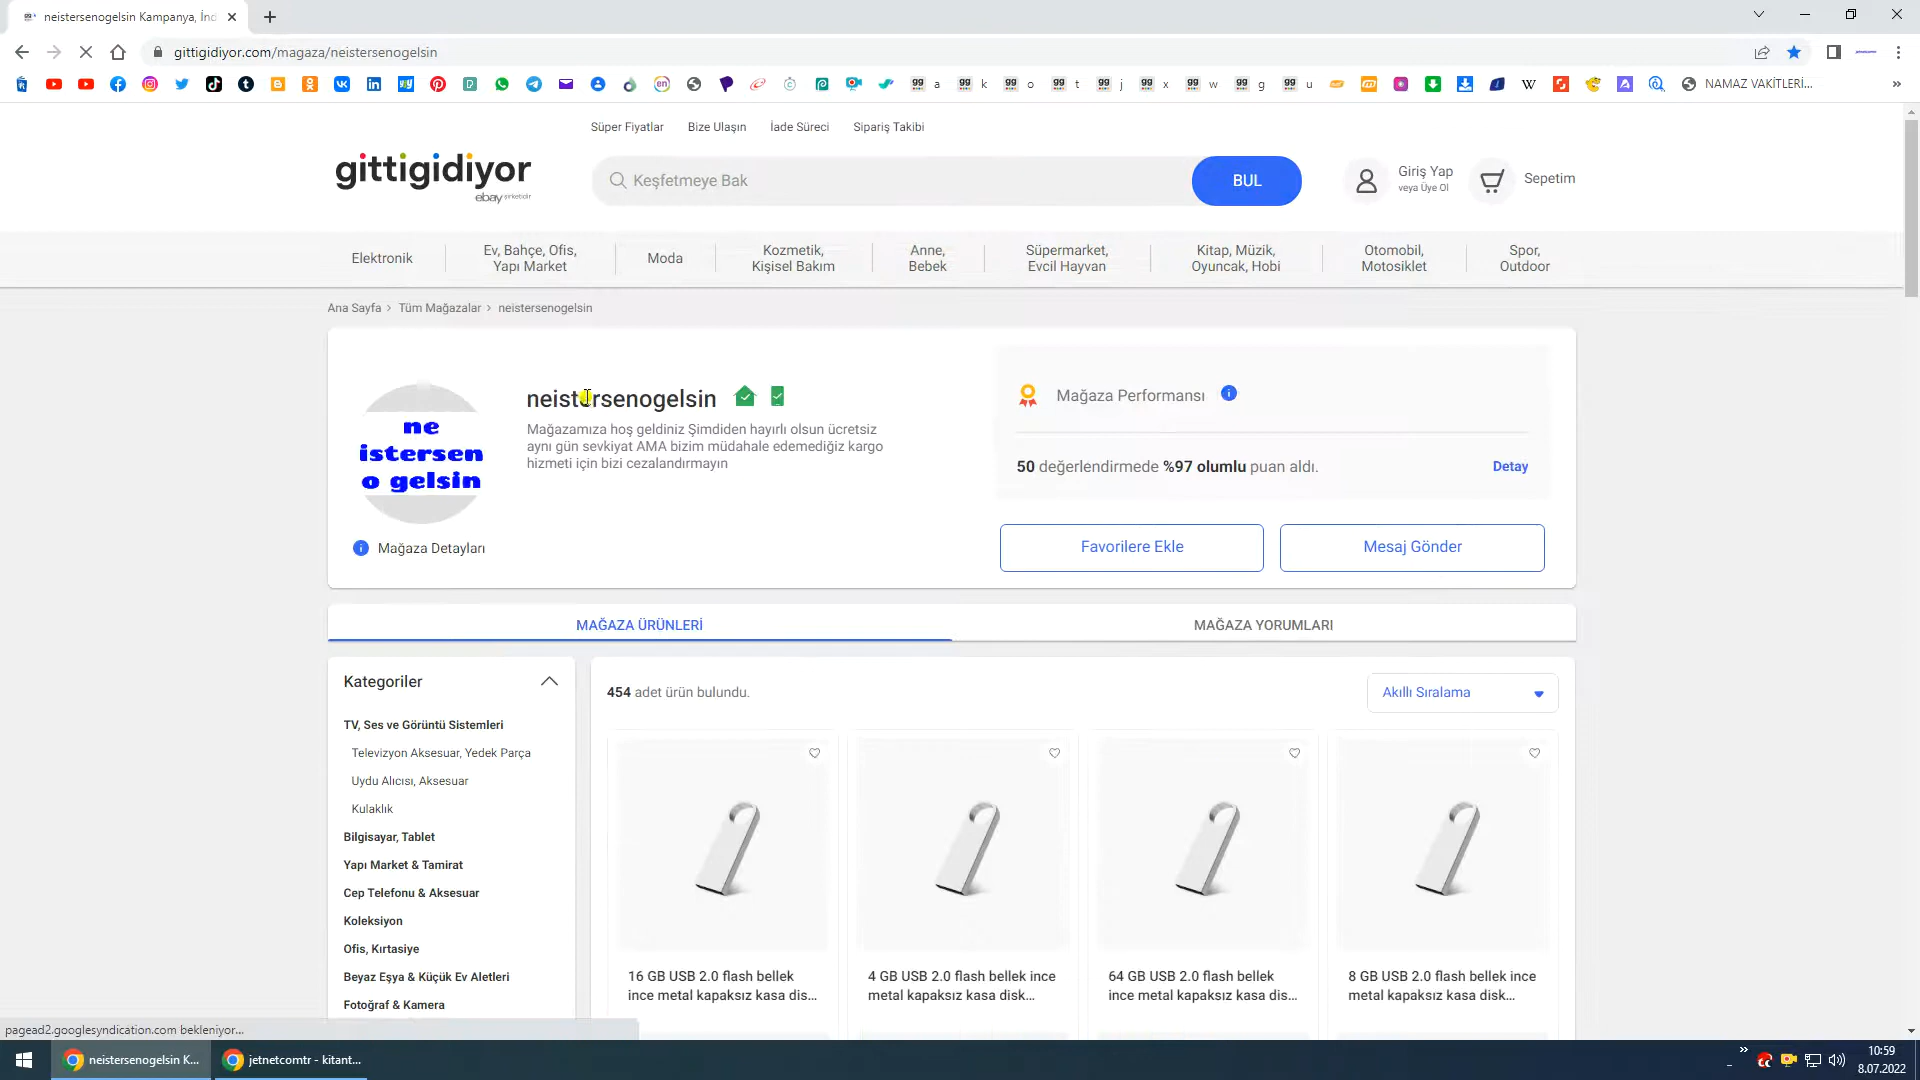 neistersenogelsin Kampanya, İnd
gittigidiyor.com/magaza/neistersenogelsin
a
k
o
t
j
x
w
g
u
NAMAZ VAKİTLERİ...
Süper Fiyatlar
Bize Ulaşın
İade Süreci
Sipariş Takibi
gittigidiyor
ebay şirketidir
Keşfetmeye Bak
BUL
Giriş Yap
veya Üye Ol
Sepetim
Elektronik
Ev, Bahçe, Ofis,
Yapı Market
Moda
Kozmetik,
Kişisel Bakım
Anne,
Bebek
Süpermarket,
Evcil Hayvan
Kitap, Müzik,
Oyuncak, Hobi
Otomobil,
Motosiklet
Spor,
Outdoor
Ana Sayfa > Tüm Mağazalar > neistersenogelsin
ne
istersen
o gelsin
Mağaza Detayları
neistersenogelsin
Mağazamıza hoş geldiniz Şimdiden hayırlı olsun ücretsiz
aynı gün sevkiyat AMA bizim müdahale edemediğiz kargo
hizmeti için bizi cezalandırmayın
Mağaza Performansı
50 değerlendirmede %97 olumlu puan aldı.
Detay
Favorilere Ekle
Mesaj Gönder
MAĞAZA ÜRÜNLERİ
MAĞAZA YORUMLARI
Kategoriler
TV, Ses ve Görüntü Sistemleri
Televizyon Aksesuar, Yedek Parça
Uydu Alıcısı, Aksesuar
Kulaklık
Bilgisayar, Tablet
Yapı Market & Tamirat
Cep Telefonu & Aksesuar
Koleksiyon
Ofis, Kırtasiye
Beyaz Eşya & Küçük Ev Aletleri
Fotoğraf & Kamera
454 adet ürün bulundu.
Akıllı Sıralama
16 GB USB 2.0 flash bellek
ince metal kapaksız kasa dis...
4 GB USB 2.0 flash bellek ince
metal kapaksız kasa disk...
64 GB USB 2.0 flash bellek
ince metal kapaksız kasa dis...
8 GB USB 2.0 flash bellek ince
metal kapaksız kasa disk...
pagead2.googlesyndication.com bekleniyor...
neistersenogelsin K...
jetnetcomtr - kitant...
10:59
8.07.2022